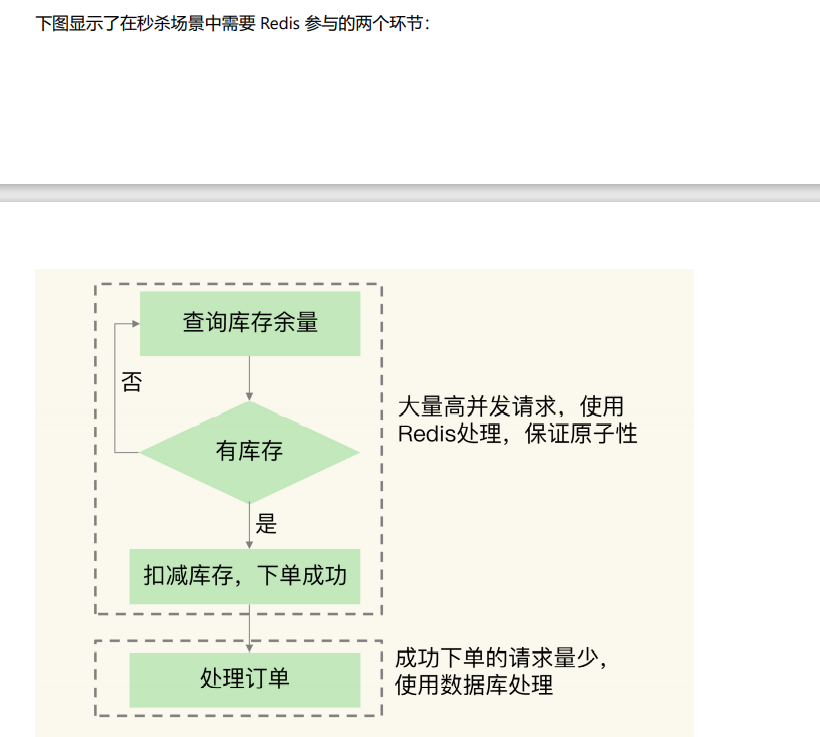 下图显示了在秒杀场景中需要 Redis 参与的两个环节：
查询库存余量
否
大量高并发请求，使用
Redis处理，保证原子性
有库存
是
扣减库存，下单成功
成功下单的请求量少，
使用数据库处理
处理订单